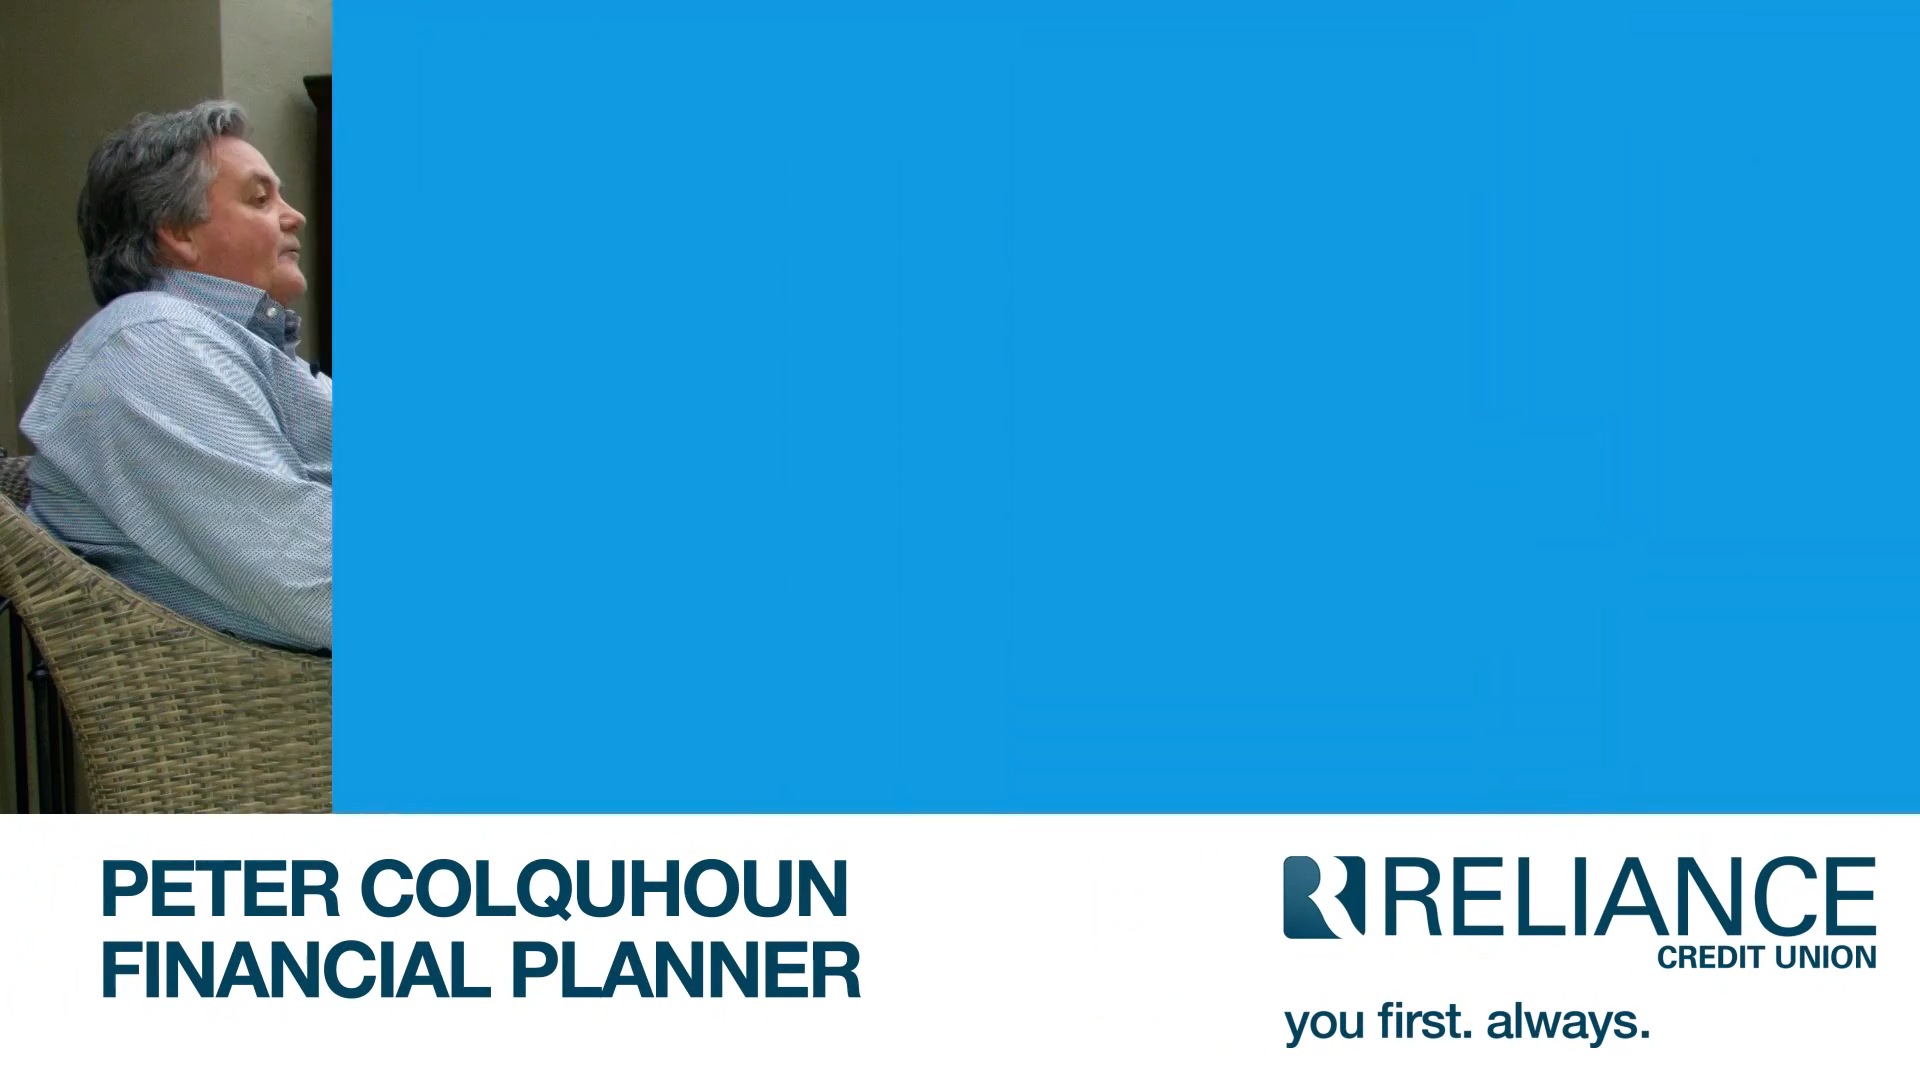 PETER COLQUHOUN
FINANCIAL PLANNER
RELIANCE
CREDIT UNION
you first. always.